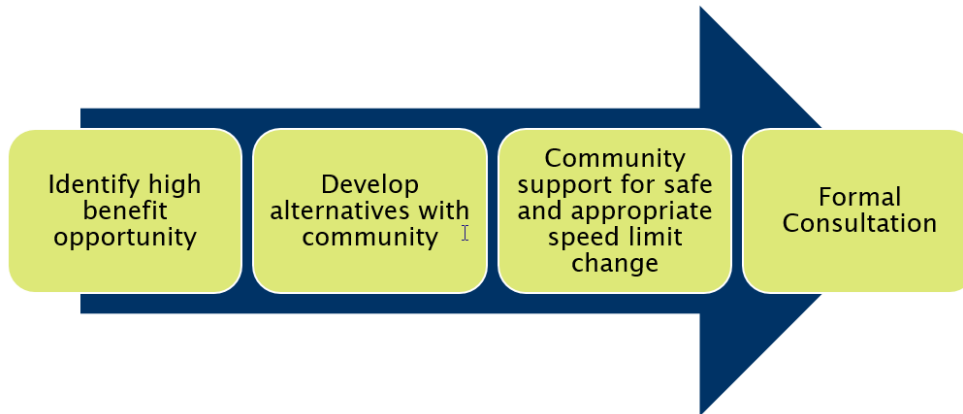 Identify high
benefit
opportunity
Develop
alternatives with
community
Community
support for safe
and appropriate
speed limit
change
Formal
Consultation